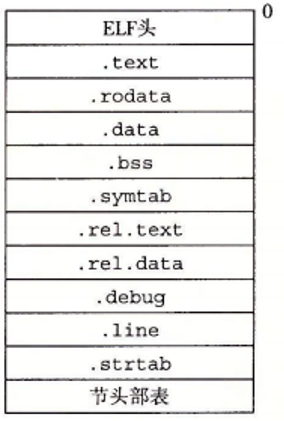 0
ELF头
.text
.rodata
.data
.bss
.symtab
.rel.text
.rel.data
.debug
.line
.strtab
节头部表